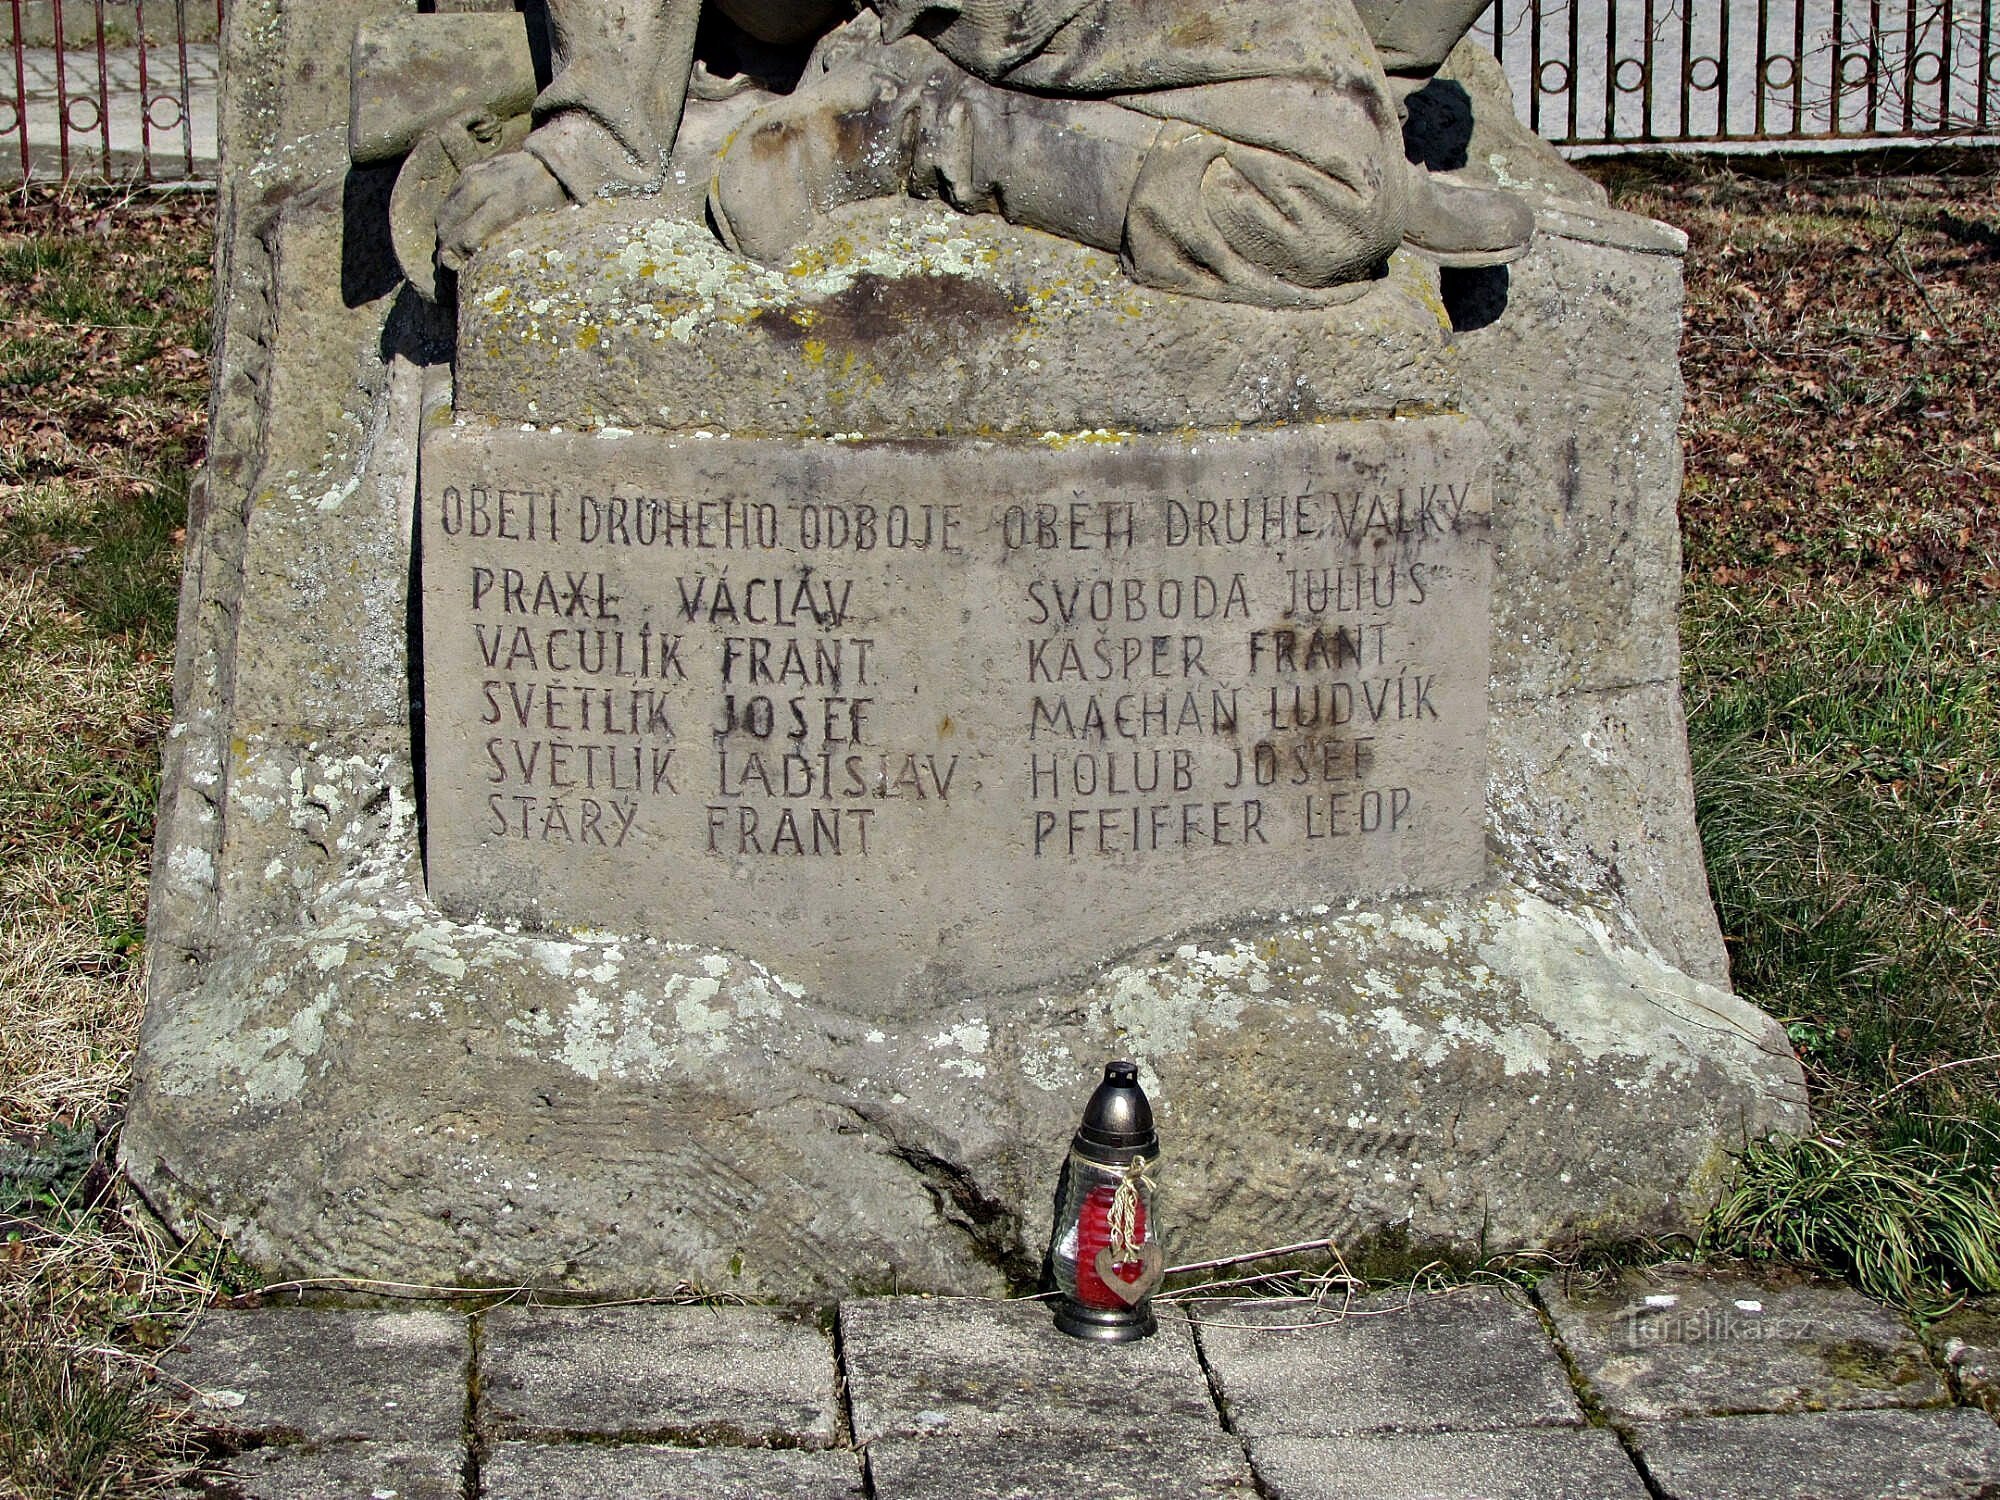 OBĚTI DRUHÉHO ODBOJE
PRAXL VÁCLAV
VACULÍK FRANT
SVĚTLÍK JOSEF
SVĚTLÍK LADISLAV
STARÝ FRANT
OBĚTI DRUHÉ VÁLKY
SVOBODA JULIUS
KAŠPER FRANT
MACHAŇ LUDVÍK
HOLUB JOSEF
PFEIFFER LEOP.
Turistika.cz